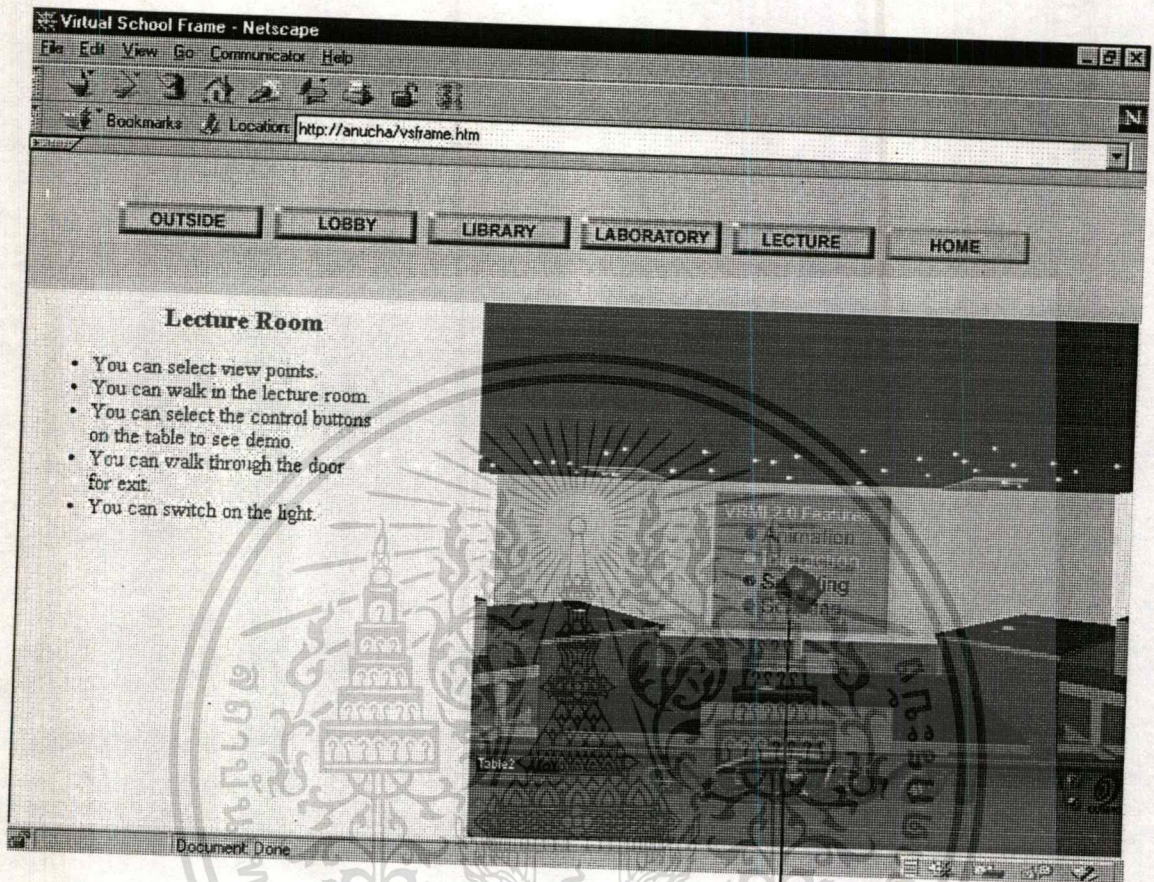 Virtual School Frame - Netscape
File Edit View Go Communicator Help
N
Bookmarks Location: http://anucha/vsframe.htm
OUTSIDE LOBBY LIBRARY LABORATORY LECTURE HOME
Lecture Room
• You can select view points.
• You can walk in the lecture room.
• You can select the control buttons
on the table to see demo.
• You can walk through the door
for exit.
• You can switch on the light.
VRML 2.0 Features
Animation
Interaction
Table2
Document: Done